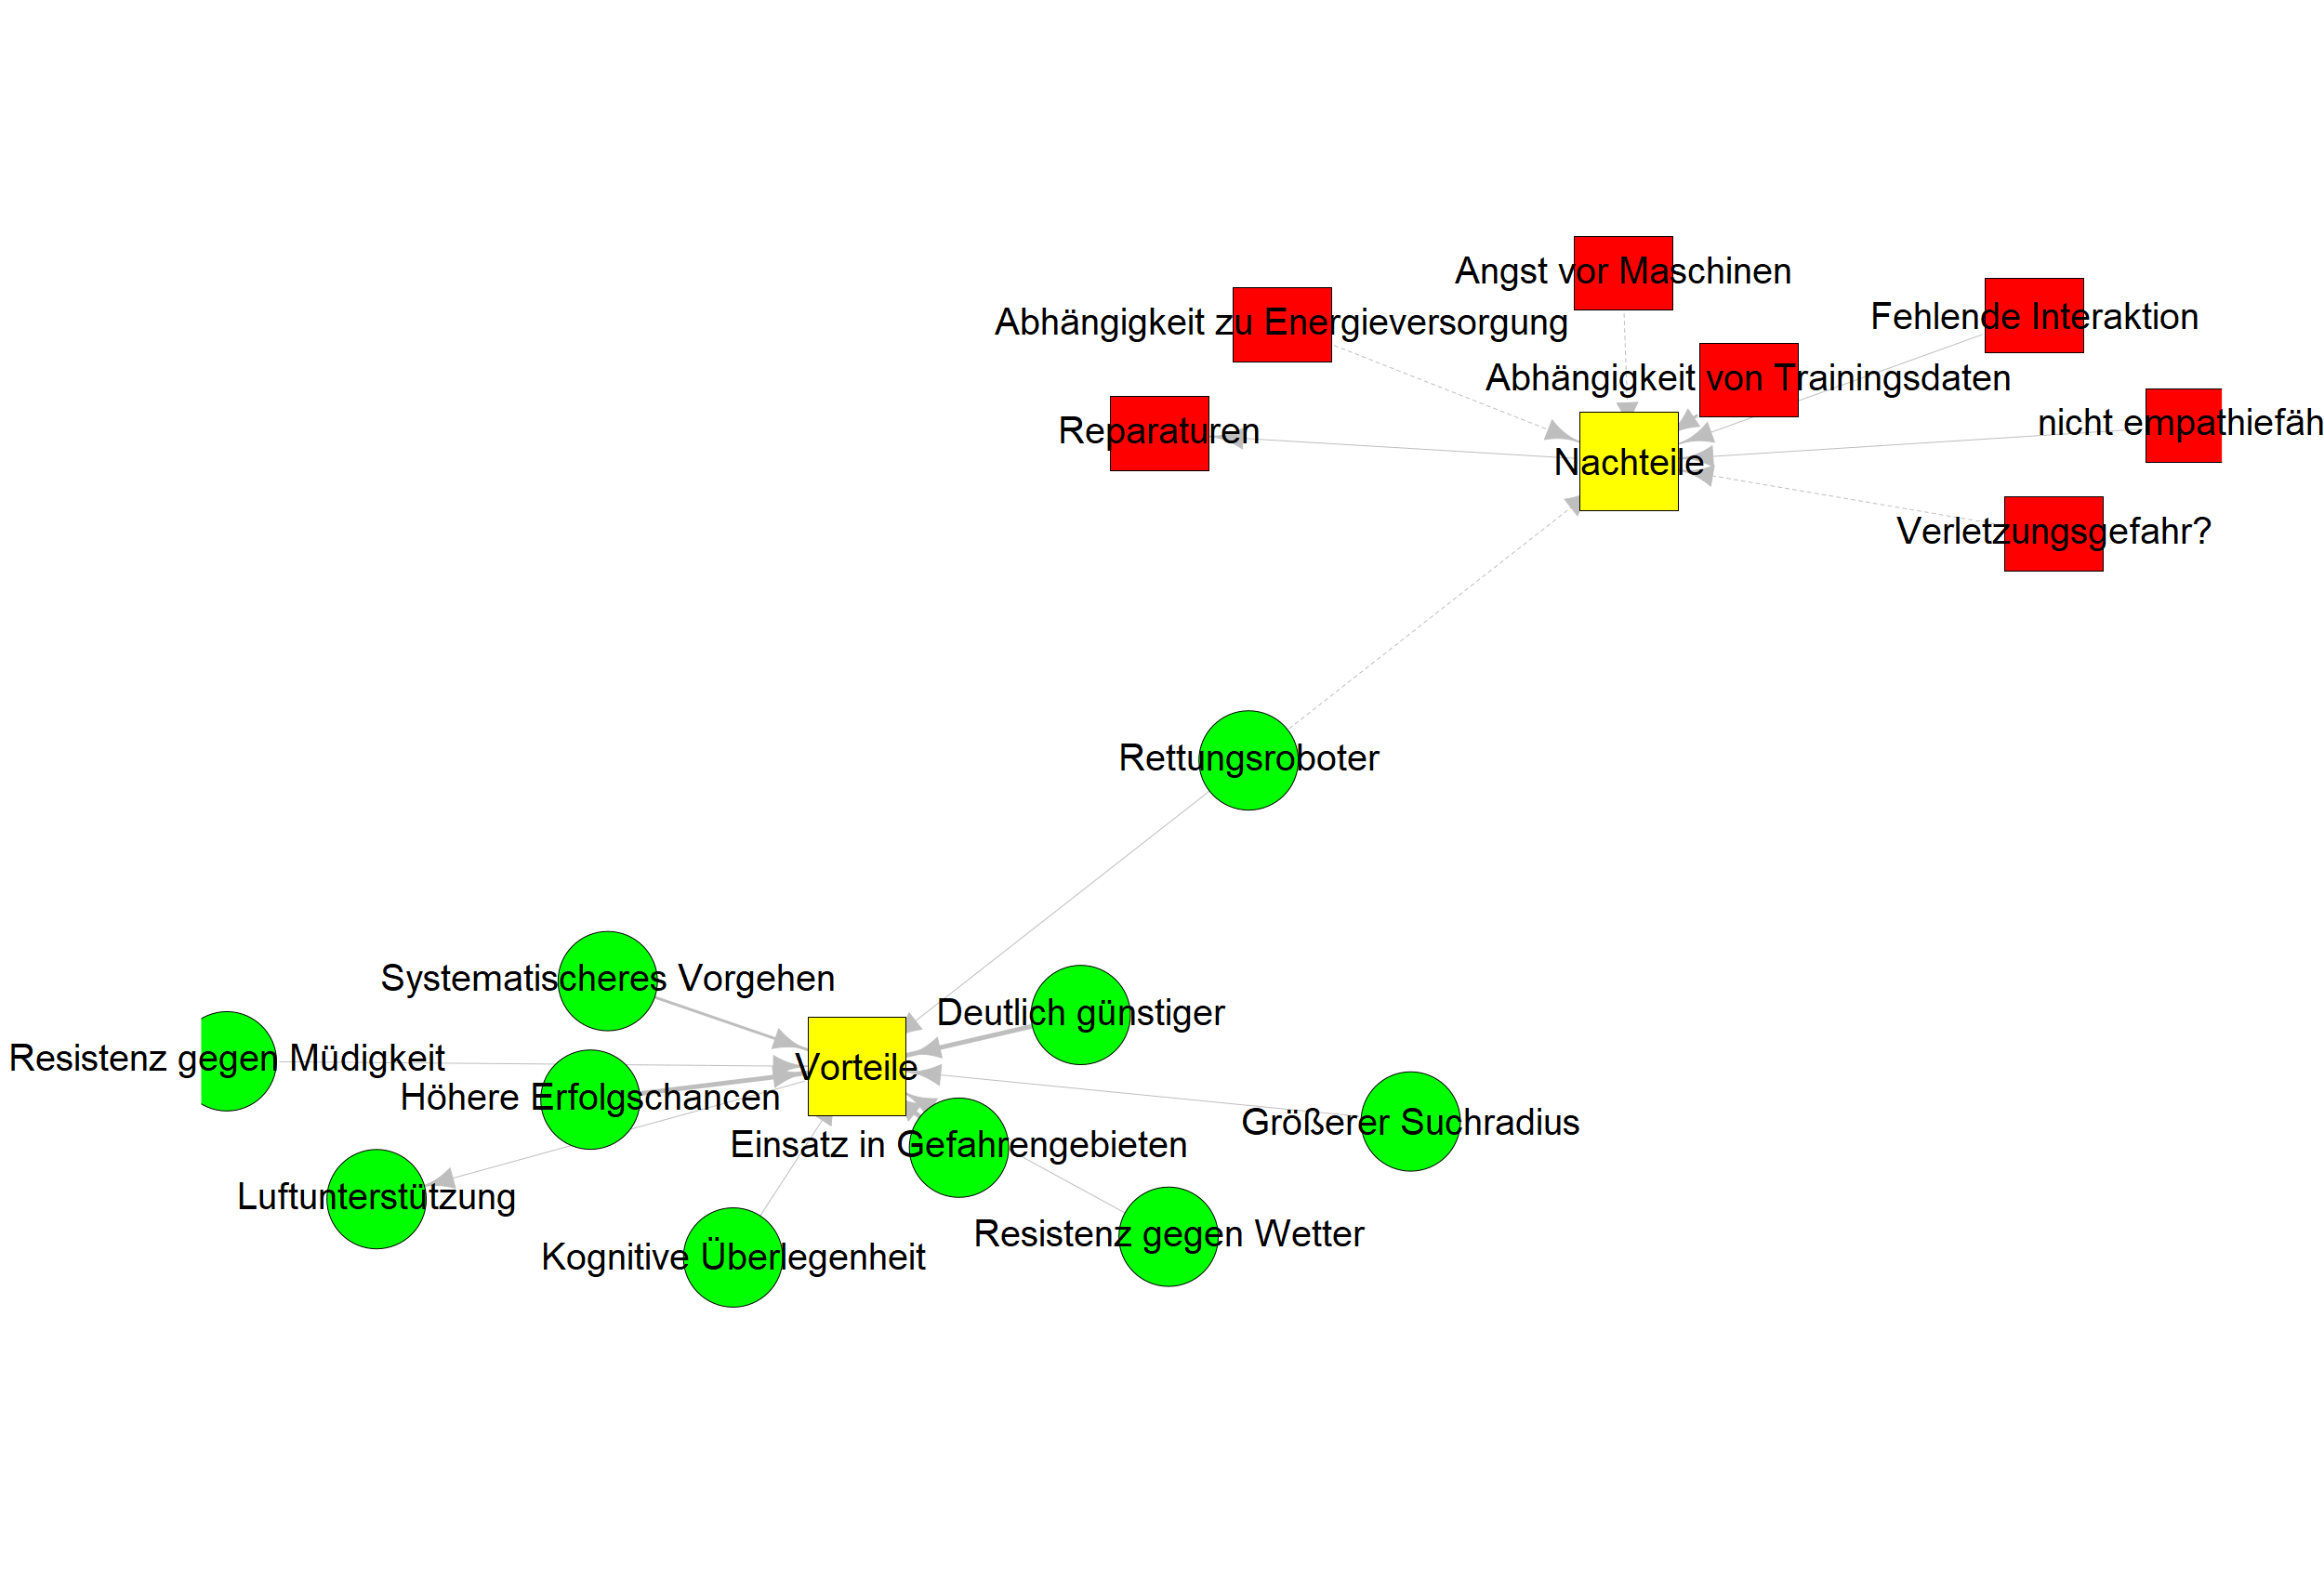 Angst vor Maschinen
Abhängigkeit zu Energieversorgung
Fehlende Interaktion
Abhängigkeit von Trainingsdaten
Reparaturen
nicht empathiefäh
Nachteile
Verletzungsgefahr?
Rettungsroboter
Systematischeres Vorgehen
Deutlich günstiger
Resistenz gegen Müdigkeit
Vorteile
Höhere Erfolgschancen
Größerer Suchradius
Einsatz in Gefahrengebieten
Luftunterstützung
Resistenz gegen Wetter
Kognitive Überlegenheit